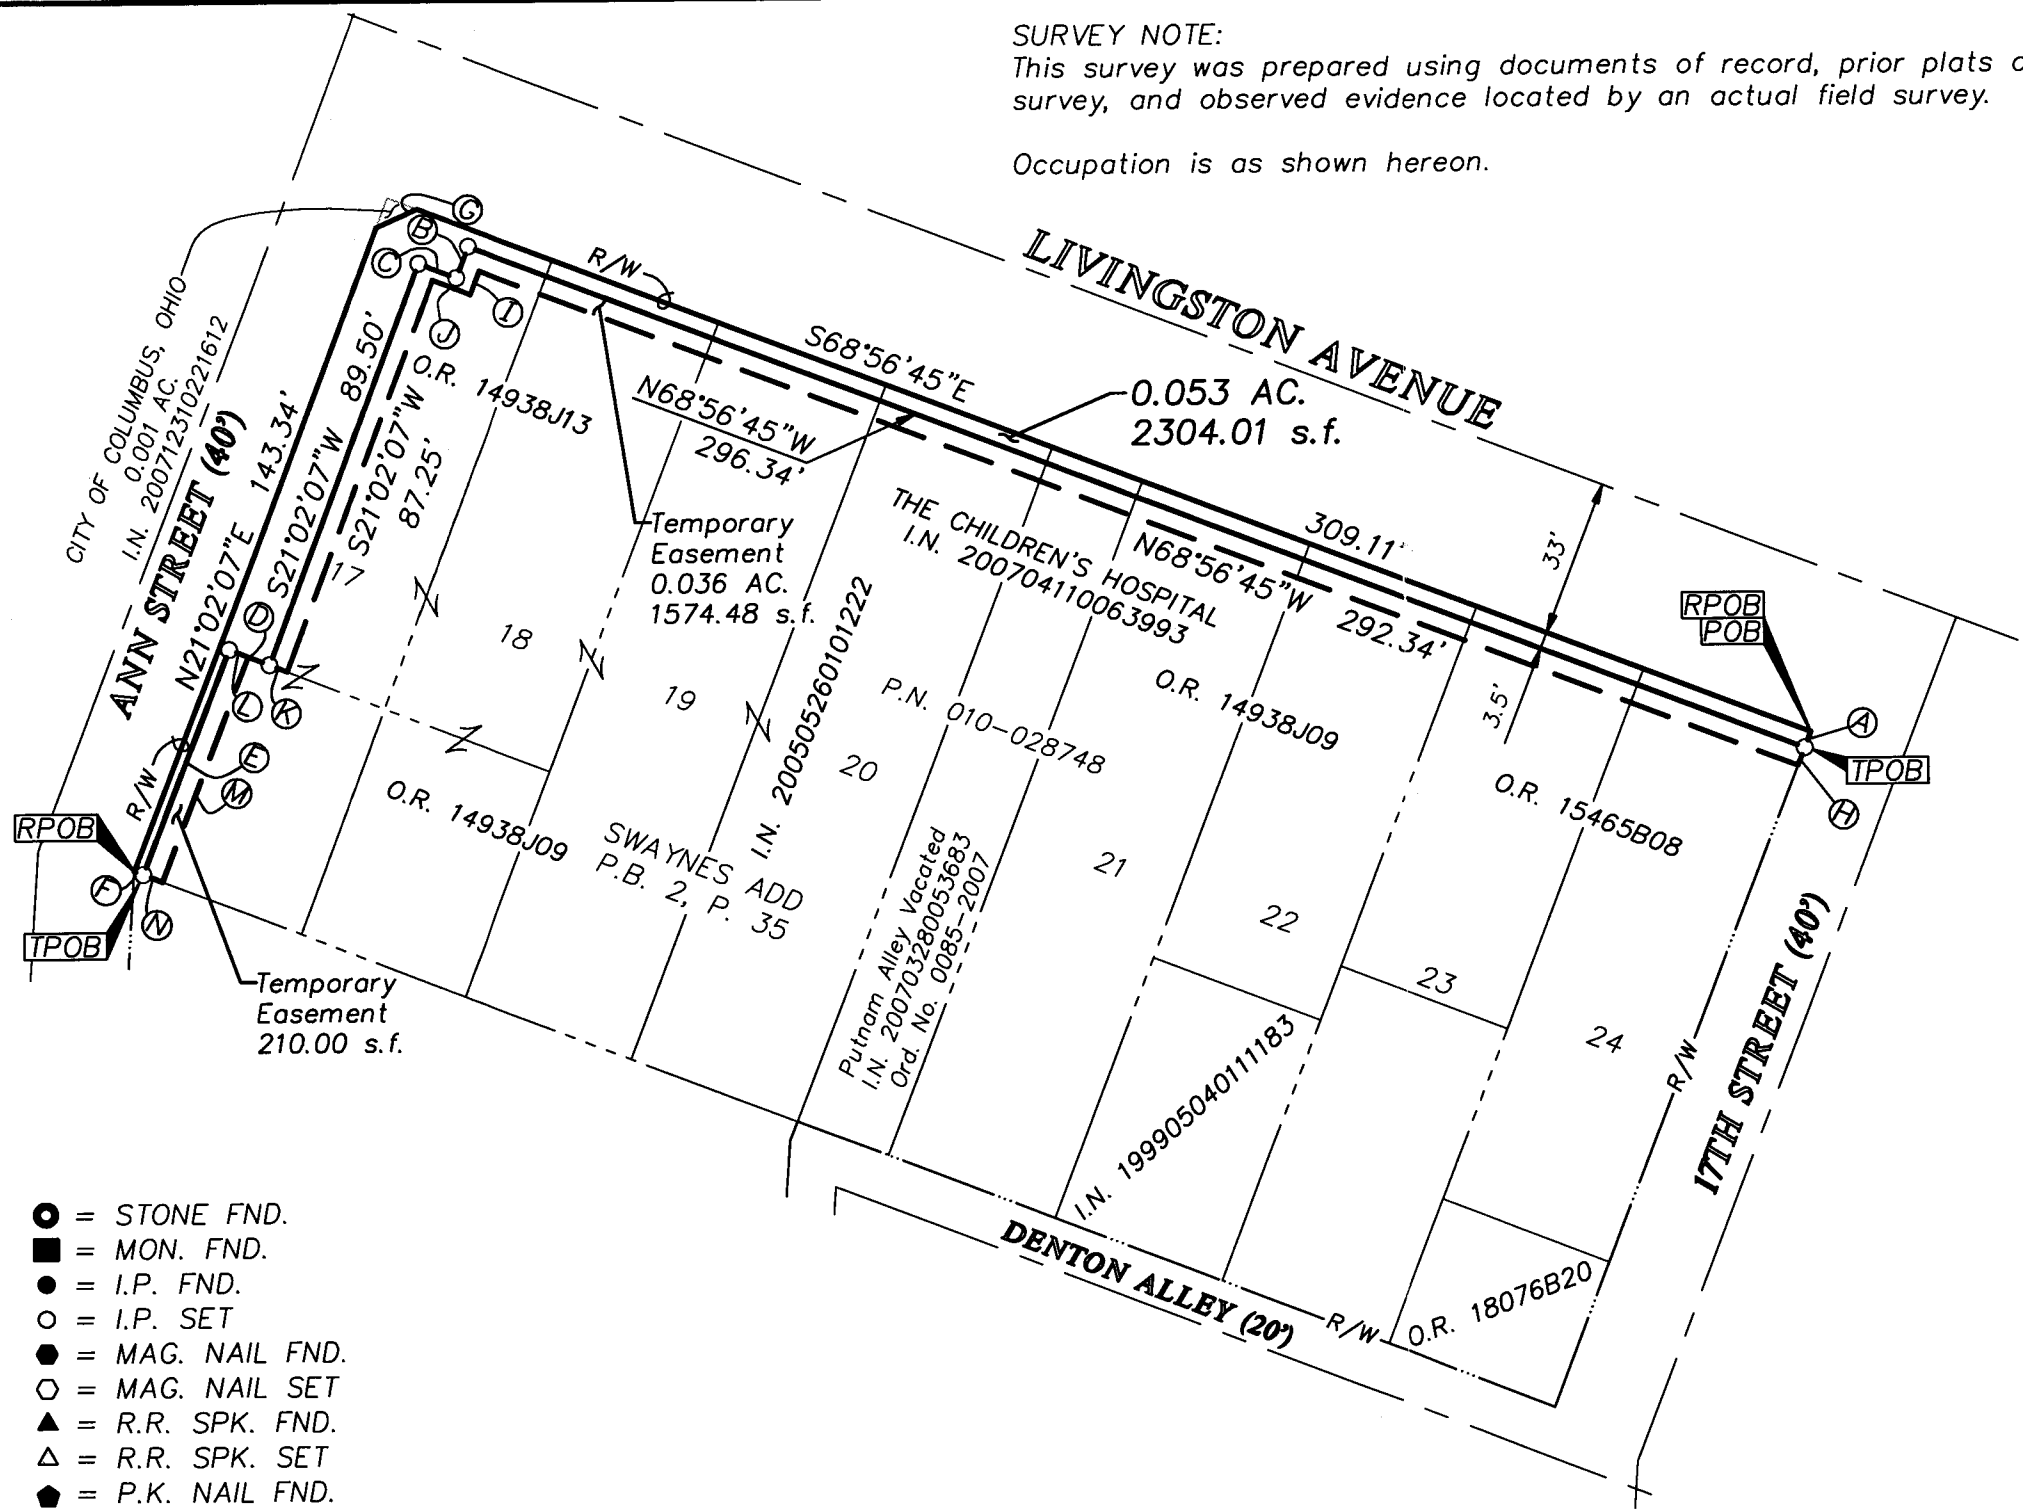 SURVEY NOTE:
This survey was prepared using documents of record, prior plats
survey, and observed evidence located by an actual field survey.
Occupation is as shown hereon.
LIVINGSTON AVENUE
G
B
C
R/W
I
J
CITY OF COLUMBUS, OHIO
0.001 AC.
I.N. 200712310221612
ANN STREET (40')
N21°02'07"E 143.34'
S21°02'07"W 89.50'
S21°02'07"W
87.25'
O.R. 14938J13
S68°56'45"E
N68°56'45"W
296.34'
0.053 AC.
2304.01 s.f.
Temporary
Easement
0.036 AC.
1574.48 s.f.
THE CHILDREN'S HOSPITAL
I.N. 200704110063993
309.11'
N68°56'45"W 292.34'
33'
3.5'
RPOB
POB
A
TPOB
H
17
18
19
20
21
22
23
24
D
L
K
E
M
R/W
RPOB
F
N
TPOB
Temporary
Easement
210.00 s.f.
O.R. 14938J09
SWAYNES ADD
P.B. 2, P. 35
I.N. 200505260101222
P.N. 010-028748
O.R. 14938J09
O.R. 15465B08
Putnam Alley Vacated
I.N. 200703280053683
Ord. No. 0085-2007
I.N. 199905040111183
R/W
17TH STREET (40')
DENTON ALLEY (20')
R/W
O.R. 18076B20
= STONE FND.
= MON. FND.
= I.P. FND.
= I.P. SET
= MAG. NAIL FND.
= MAG. NAIL SET
= R.R. SPK. FND.
= R.R. SPK. SET
= P.K. NAIL FND.